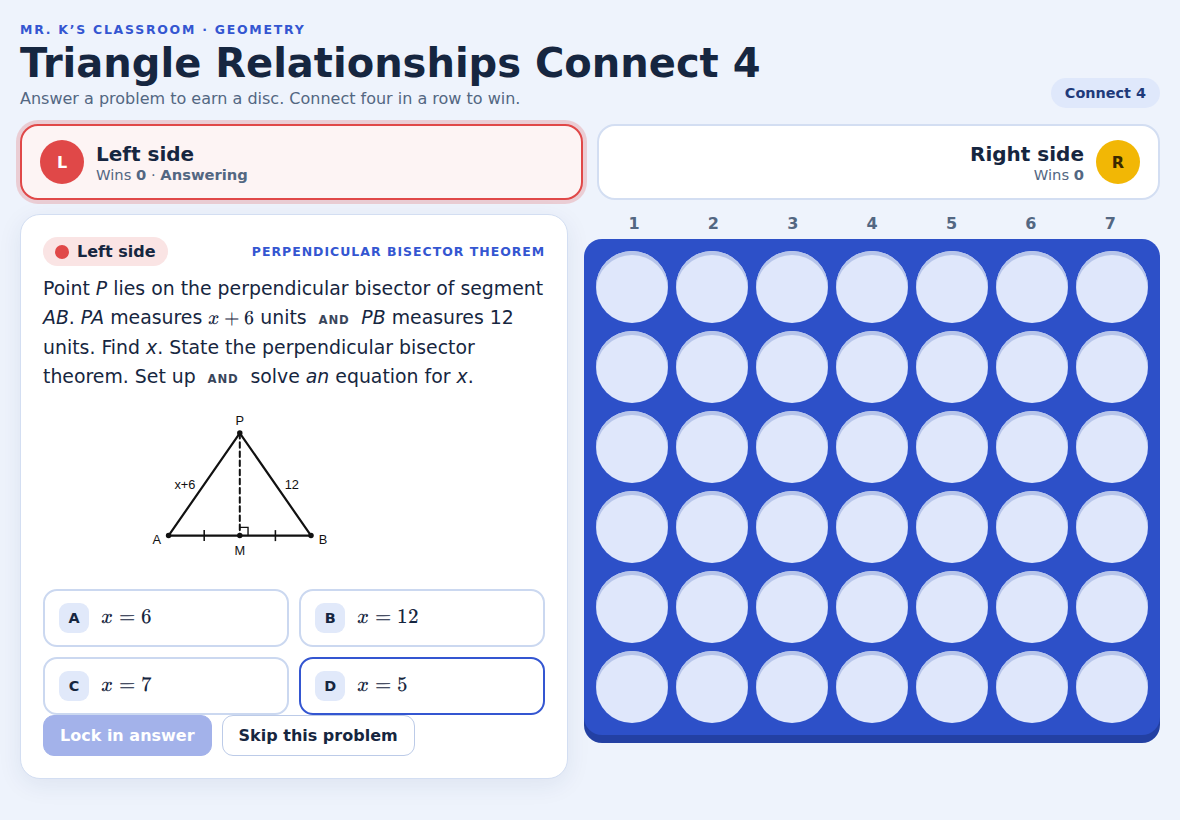 MR. K'S CLASSROOM · GEOMETRY
Triangle Relationships Connect 4
Answer a problem to earn a disc. Connect four in a row to win.
Connect 4
L
Left side
Wins 0 · Answering
Right side
Wins 0
R
Left side
PERPENDICULAR BISECTOR THEOREM
Point P lies on the perpendicular bisector of segment
AB. PA measures x + 6 units AND PB measures 12
units. Find x. State the perpendicular bisector
theorem. Set up AND solve an equation for x.
P
x+6
12
A
B
M
A x = 6
B x = 12
C x = 7
D x = 5
Lock in answer
Skip this problem
1 2 3 4 5 6 7